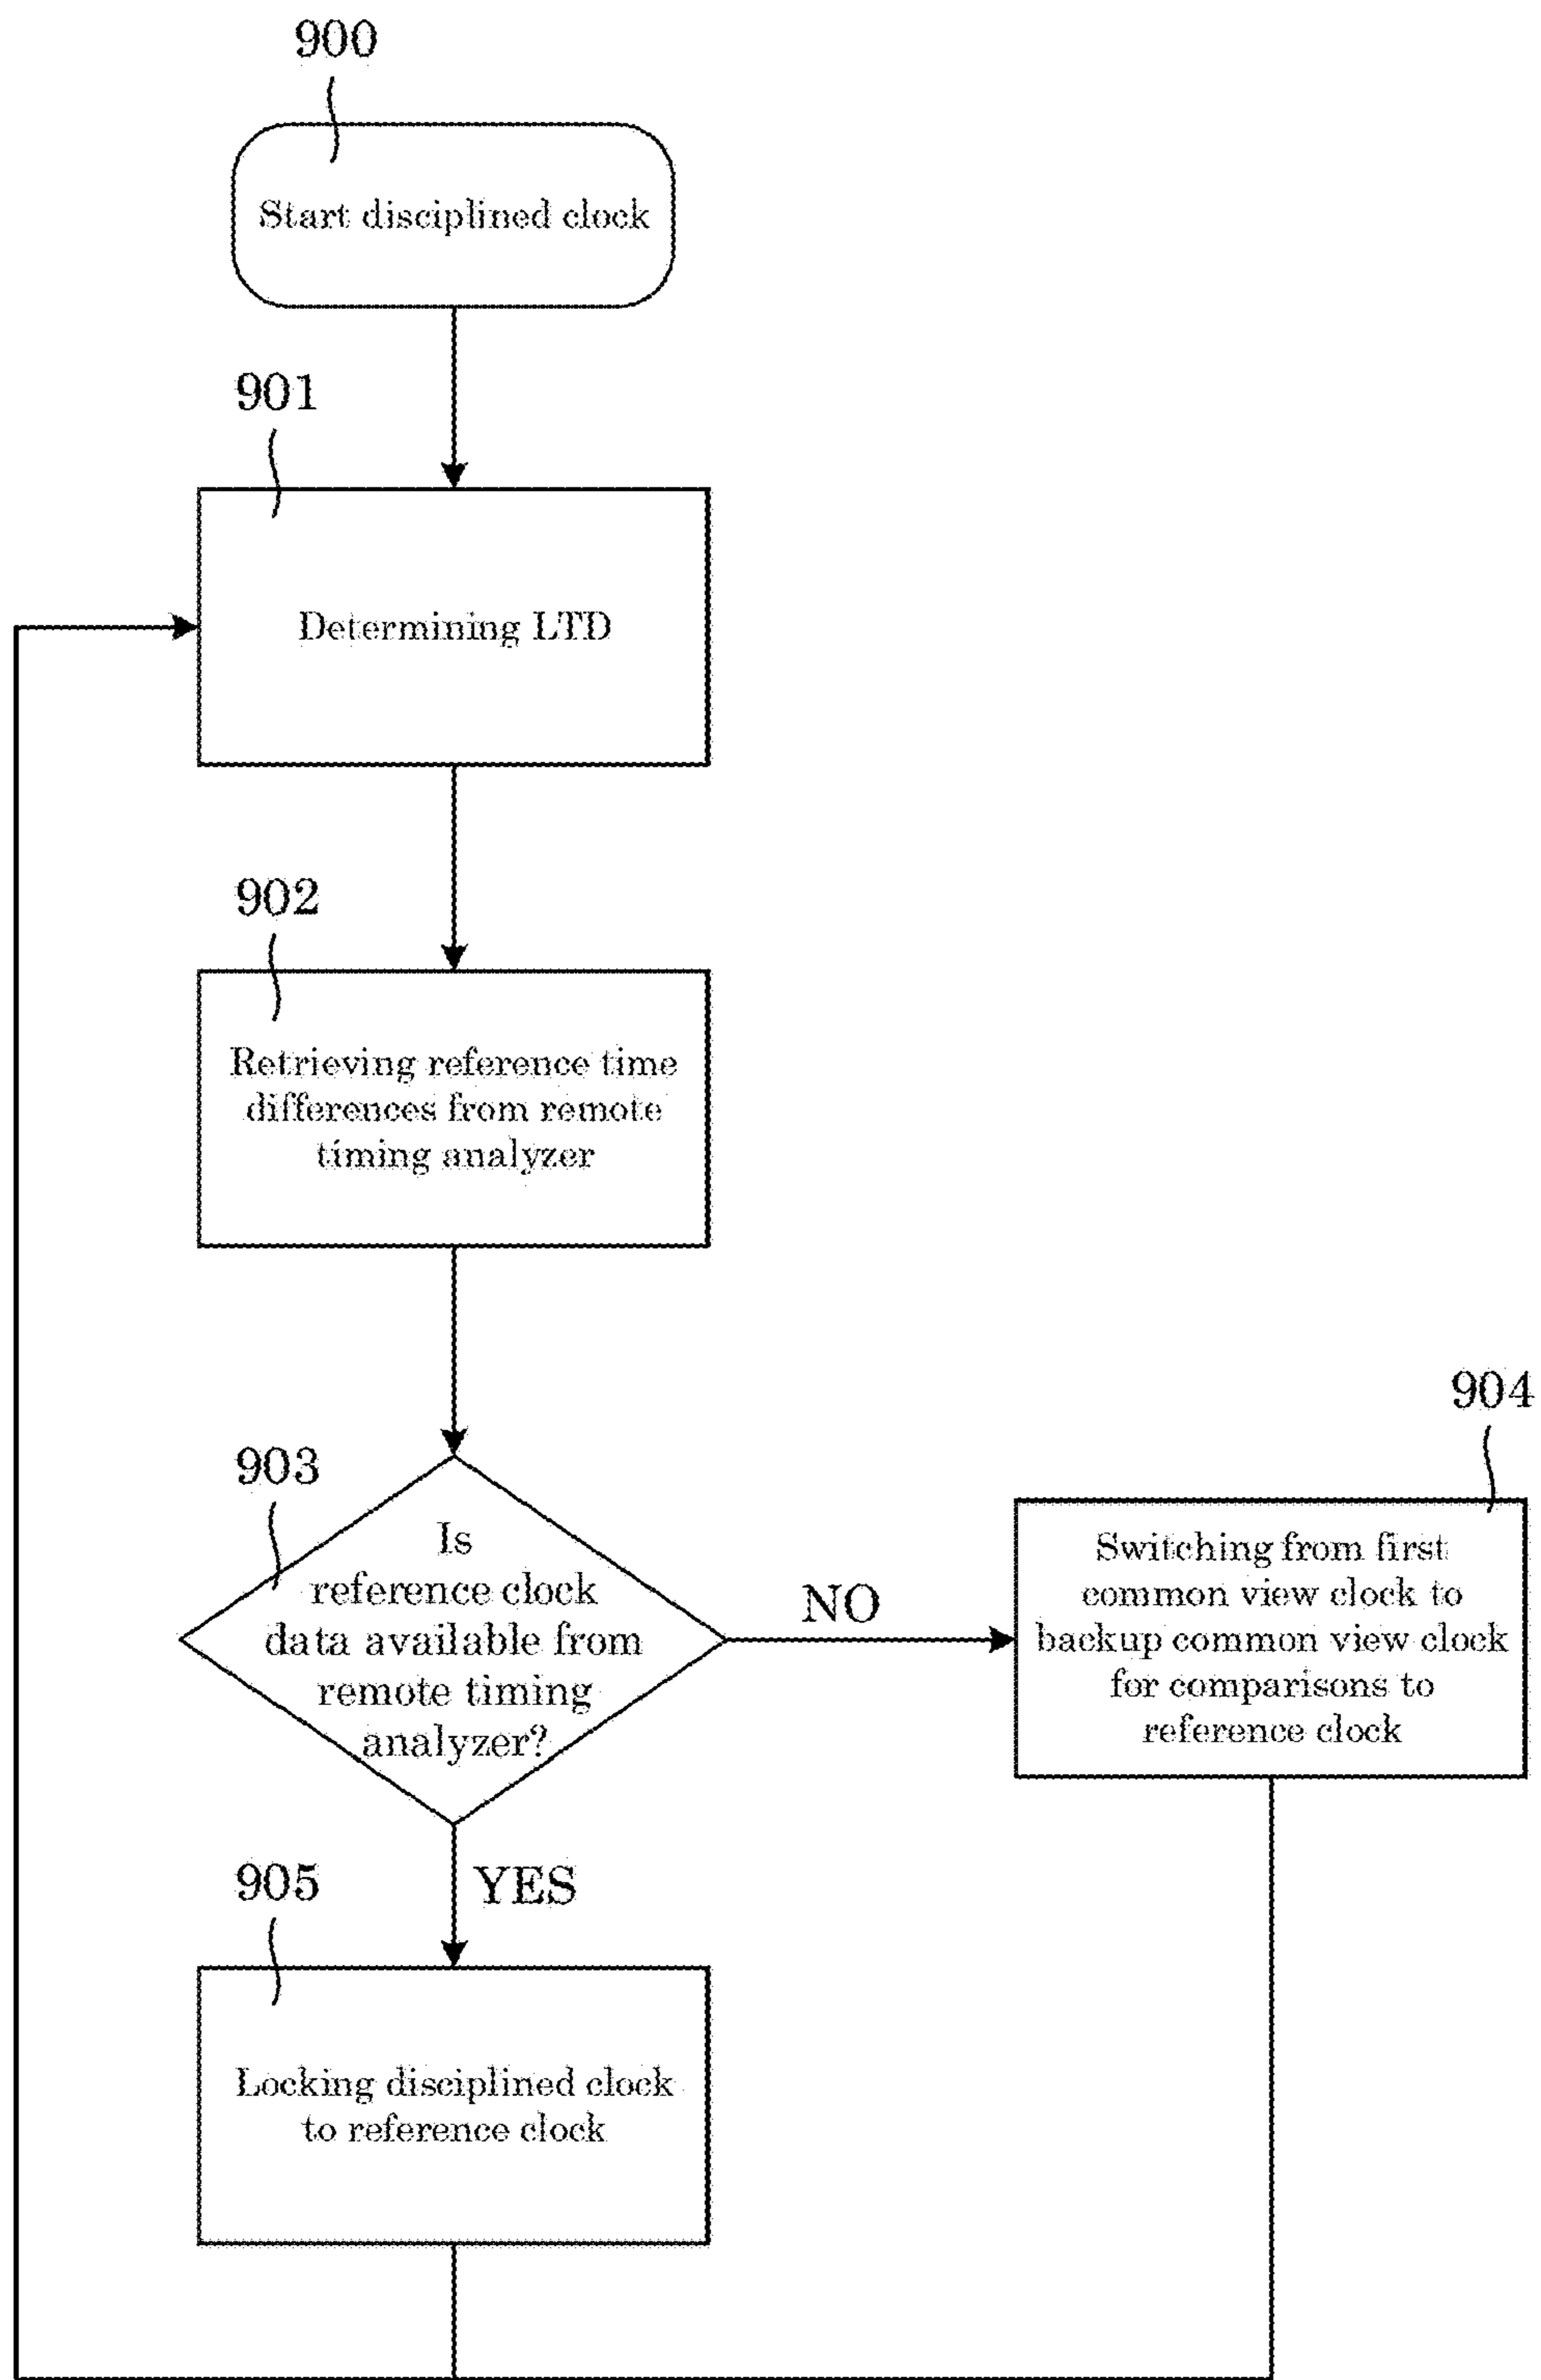 900
Start disciplined clock
901
Determining LTD
902
Retrieving reference time
differences from remote
timing analyzer
903
Is
reference clock
data available from
remote timing
analyzer?
NO
904
Switching from first
common view clock to
backup common view clock
for comparisons to
reference clock
YES
905
Locking disciplined clock
to reference clock